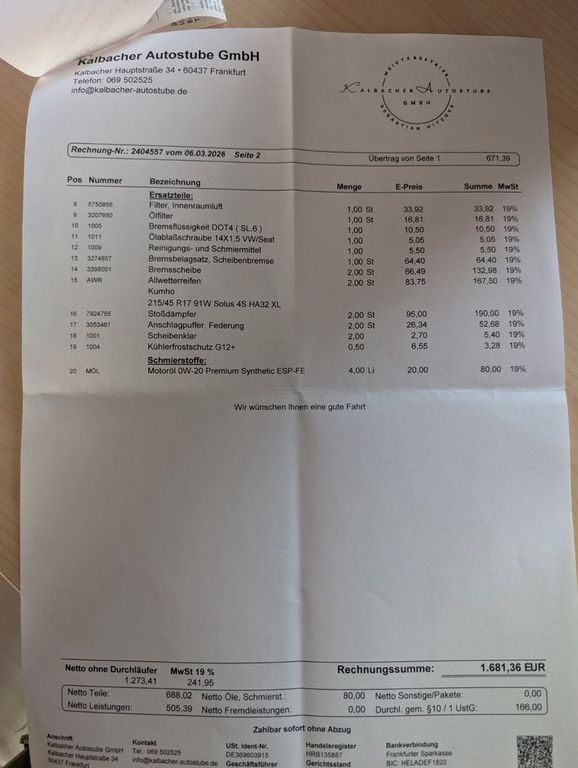 Kalbacher Autostube GmbH
Kalbacher Hauptstraße 34 • 60437 Frankfurt
Telefon: 069 502525
info@kalbacher-autostube.de
MEISTERBETRIEB
KALBACHER AUTOSTUBE
GMBH
SEBASTIAN
Rechnung-Nr.: 2404557 vom 06.03.2026 Seite 2
Übertrag von Seite 1 671,39
Pos Nummer Bezeichnung Menge E-Preis Summe MwSt
Ersatzteile:
8 5750856 Filter, Innenraumluft 1,00 St 33,92 33,92 19%
9 3207650 Ölfilter 1,00 St 16,81 16,81 19%
10 1005 Bremsflüssigkeit DOT4 ( SL.6 ) 1,00 10,50 10,50 19%
11 1011 Ölablaßschraube 14X1,5 VW/Seat 1,00 5,05 5,05 19%
12 1009 Reinigungs- und Schmiermittel 1,00 5,50 5,50 19%
13 3274857 Bremsbelagsatz, Scheibenbremse 1,00 St 64,40 64,40 19%
14 3398001 Bremsscheibe 2,00 St 66,49 132,98 19%
15 AWR Allwetterreifen: 2,00 St 83,75 167,50 19%
Kumho
215/45 R17 91W Solus 4S HA32 XL
16 7924755 Stoßdämpfer 2,00 St 95,00 190,00 19%
17 3053461 Anschlagpuffer, Federung 2,00 St 26,34 52,68 19%
18 1001 Scheibenklar 2,00 2,70 5,40 19%
19 1004 Kühlerfrostschutz G12+ 0,50 6,55 3,28 19%
Schmierstoffe:
20 MÖL Motoröl 0W-20 Premium Synthetic ESP-FE 4,00 Li 20,00 80,00 19%
Wir wünschen Ihnen eine gute Fahrt
Netto ohne Durchläufer MwSt 19 % Rechnungssumme: 1.681,36 EUR
1.273,41 241,95
Netto Teile: 688,02 Netto Öle, Schmierst.: 80,00 Netto Sonstige/Pakete: 0,00
Netto Leistungen: 505,39 Netto Fremdleistungen: 0,00 Durchl. gem. §10 / 1 UstG: 166,00
Zahlbar sofort ohne Abzug
Anschrift Kontakt USt. Ident-Nr. Handelsregister Bankverbindung
Kalbacher Autostube GmbH Tel.: 069 502525 DE369603915 HRB135887 Frankfurter Sparkasse
Kalbacher Hauptstraße 34 info@kalbacher-autostube.de Geschäftsführer Gerichtsstand BIC: HELADEF1822
60437 Frankfurt